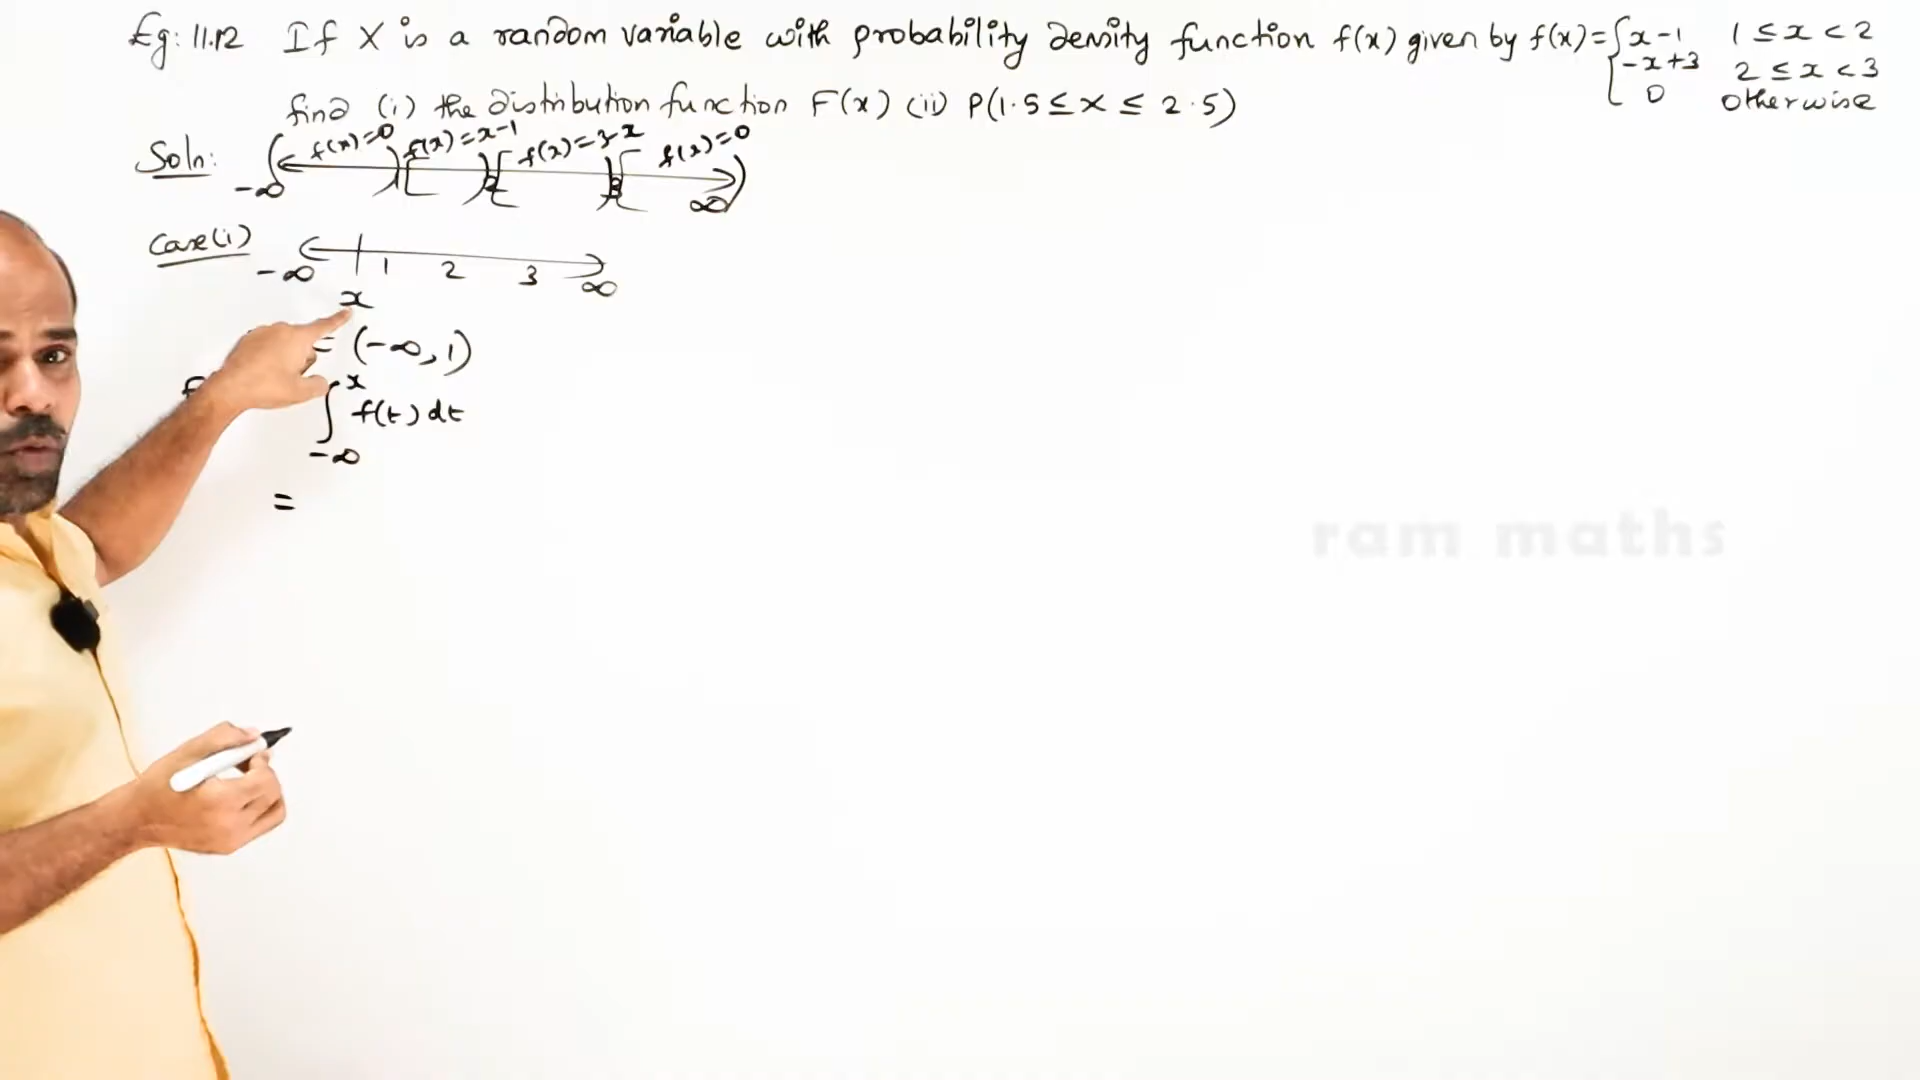 Eg: 11.12 If X is a random variable with probability density function f(x) given by f(x) = { x-1 1 ≤ x < 2
-x+3 2 ≤ x < 3
0 otherwise
find (i) the distribution function F(x) (ii) P(1.5 ≤ x ≤ 2.5)
Soln: f(x)=0 f(x)=x-1 f(x)=3-x f(x)=0
-∞ 1 2 3 ∞
Case(i)
-∞ 1 2 3 ∞
x
= (-∞, 1)
∫ x f(t) dt
-∞
=
ram maths